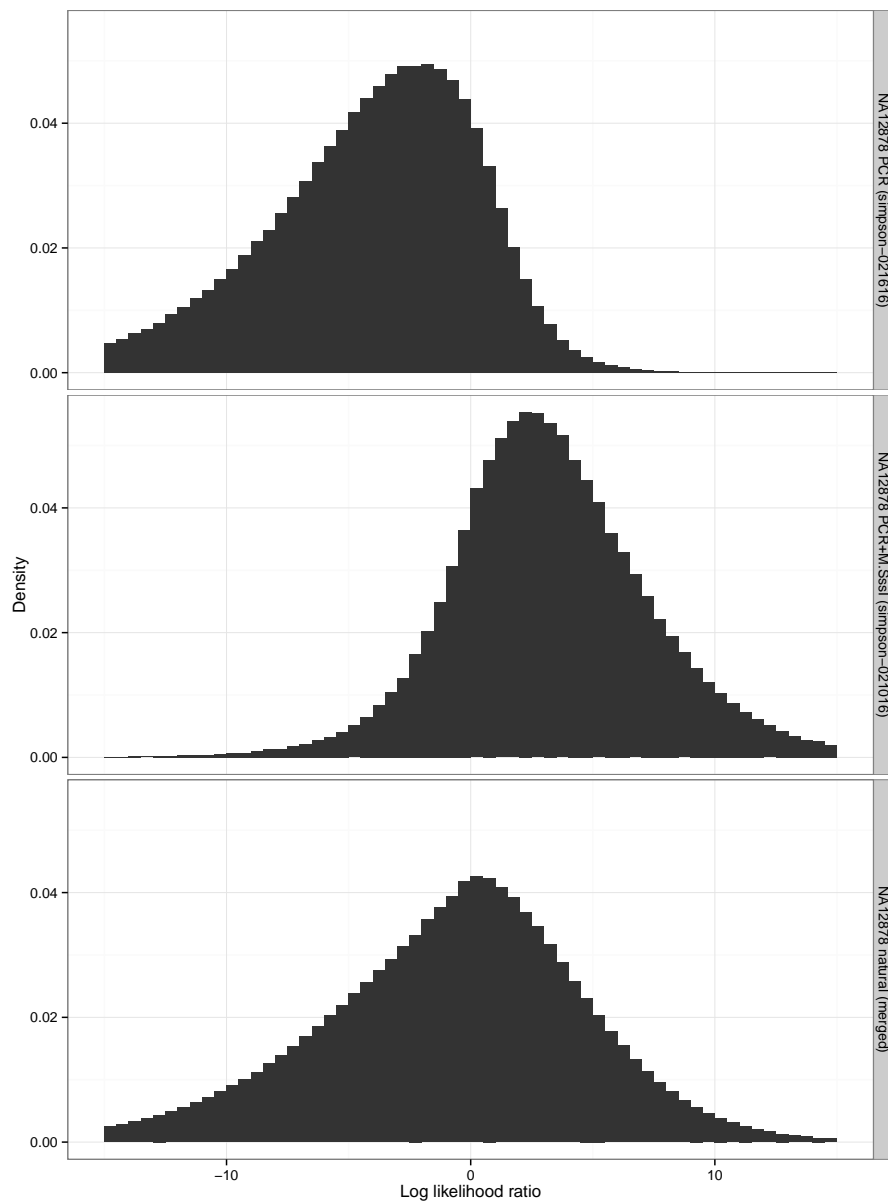 0.04
0.02
0.00
NA12878 PCR (simpson−021616)
0.04
0.02
0.00
NA12878 PCR+M.SssI (simpson−021016)
0.04
0.02
0.00
NA12878 natural (merged)
Density
−10
0
10
Log likelihood ratio